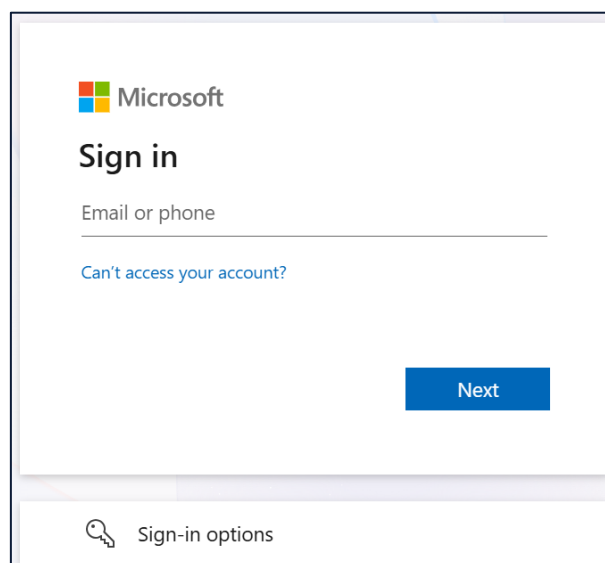 Microsoft
Sign in
Email or phone
Can't access your account?
Next
Sign-in options